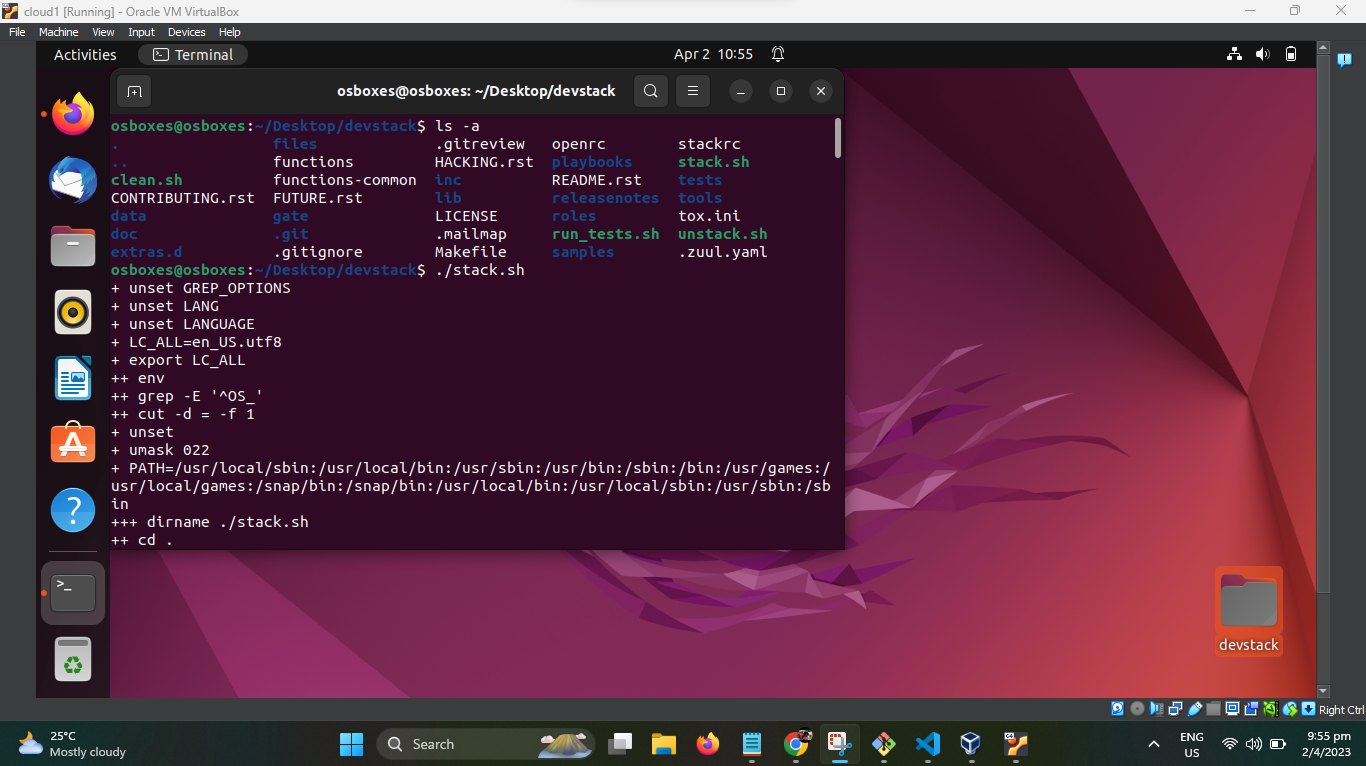 cloud1 [Running] - Oracle VM VirtualBox
File Machine View Input Devices Help
Activities Terminal Apr 2 10:55
osboxes@osboxes: ~/Desktop/devstack
osboxes@osboxes:~/Desktop/devstack$ ls -a
. files .gitreview openrc stackrc
.. functions HACKING.rst playbooks stack.sh
clean.sh functions-common inc README.rst tests
CONTRIBUTING.rst FUTURE.rst lib releasenotes tools
data gate LICENSE roles tox.ini
doc .git .mailmap run_tests.sh unstack.sh
extras.d .gitignore Makefile samples .zuul.yaml
osboxes@osboxes:~/Desktop/devstack$ ./stack.sh
+ unset GREP_OPTIONS
+ unset LANG
+ unset LANGUAGE
+ LC_ALL=en_US.utf8
+ export LC_ALL
++ env
++ grep -E '^OS_'
++ cut -d = -f 1
+ unset
+ umask 022
+ PATH=/usr/local/sbin:/usr/local/bin:/usr/sbin:/usr/bin:/sbin:/bin:/usr/games:/
usr/local/games:/snap/bin:/snap/bin:/usr/local/bin:/usr/local/sbin:/usr/sbin:/sb
in
+++ dirname ./stack.sh
++ cd .
devstack
Right Ctrl
25°C
Mostly cloudy
Search
ENG
US
9:55 pm
2/4/2023